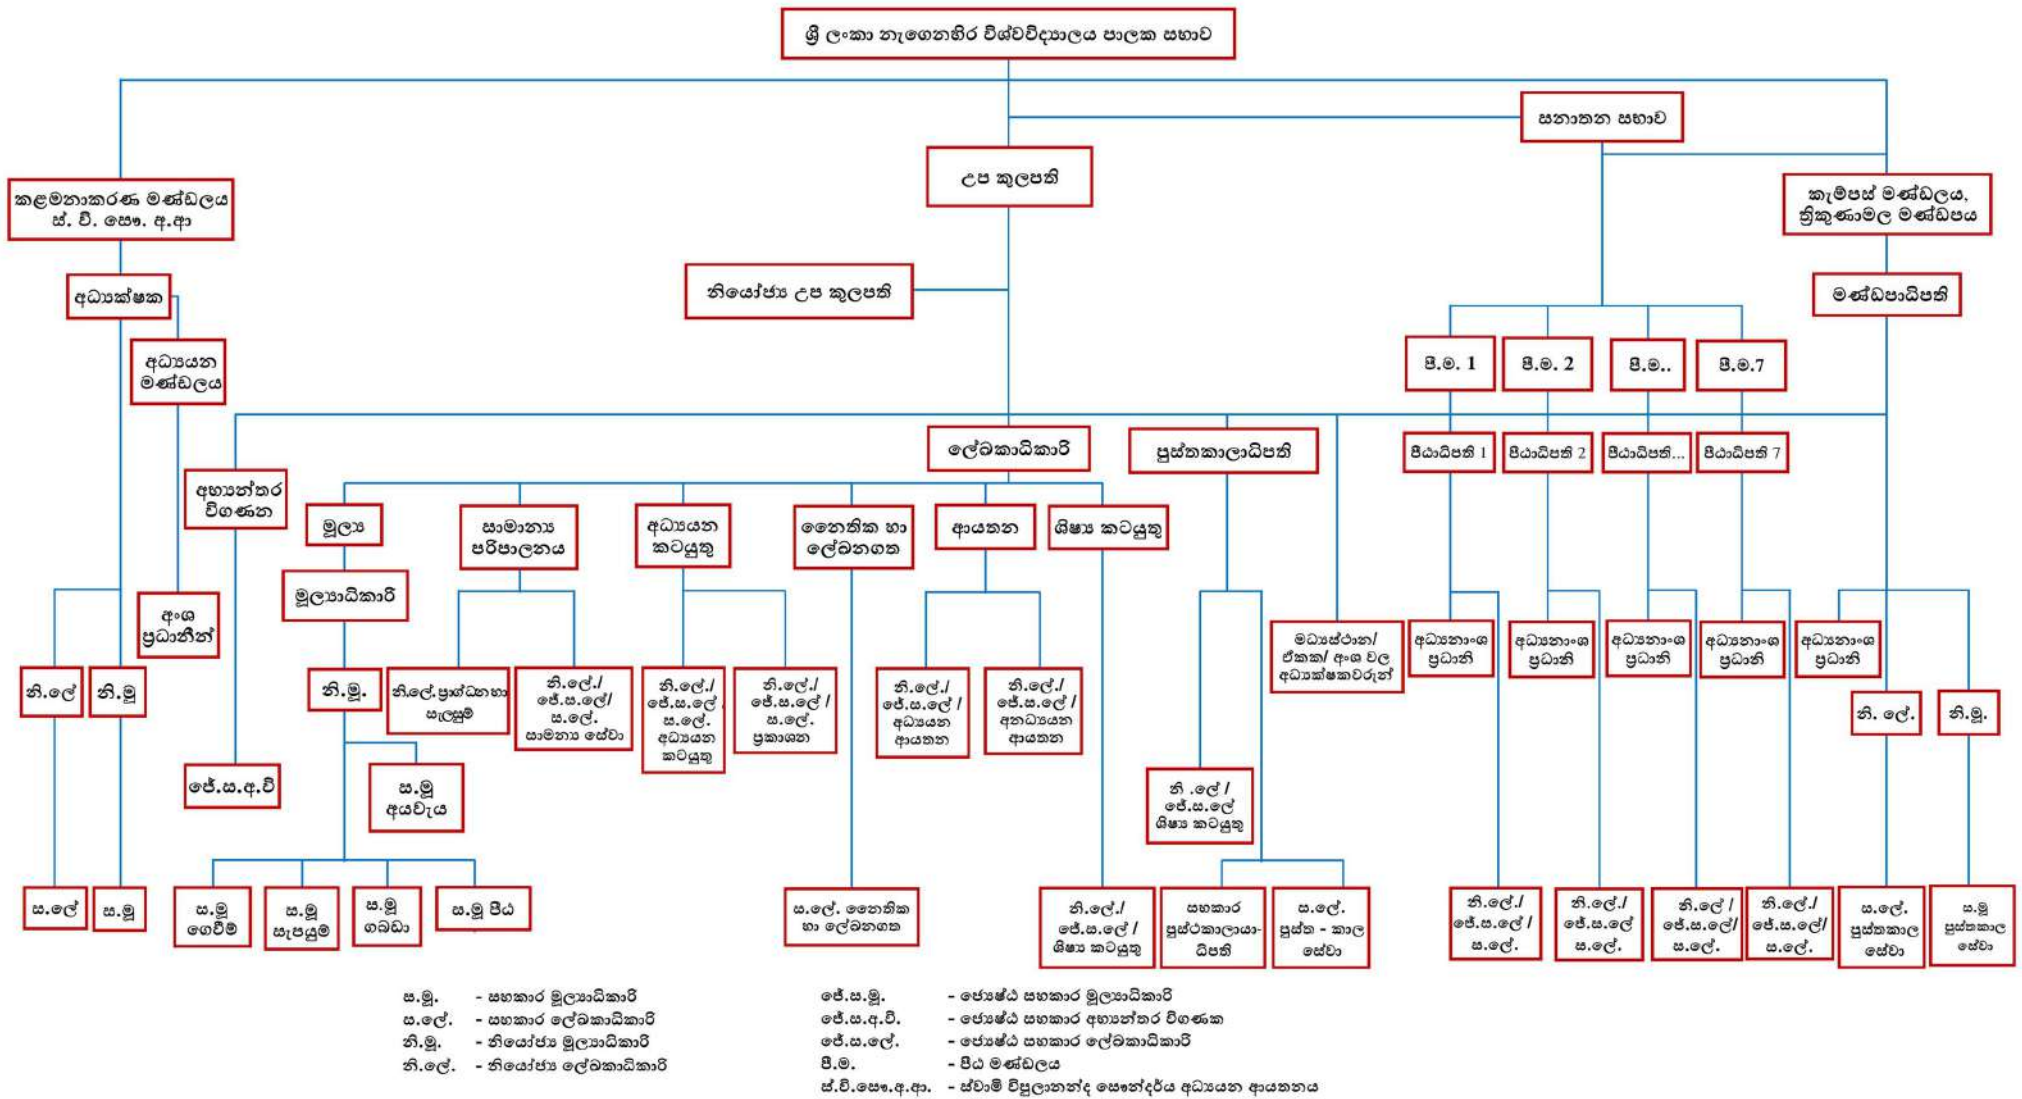 ශ්‍රී ලංකා නැගෙනහිර විශ්වවිද්‍යාලය පාලක සභාව
සනාතන සභාව
උප කුලපති
කළමනාකරණ මණ්ඩලය
ස්. වි. සෞ. අ.ආ
කැම්පස් මණ්ඩලය,
ත්‍රිකුණාමල මණ්ඩපය
අධ්‍යක්ෂක
නියෝජ්‍ය උප කුලපති
මණ්ඩපාධිපති
අධ්‍යයන
මණ්ඩලය
පී.ම. 1
පී.ම. 2
පී.ම..
පී.ම.7
ලේඛකාධිකාරි
පුස්තකාලාධිපති
පීඨාධිපති 1
පීඨාධිපති 2
පීඨාධිපති...
පීඨාධිපති 7
අභ්‍යන්තර
විගණන
මූල්‍ය
සාමාන්‍ය
පරිපාලනය
අධ්‍යයන
කටයුතු
නෛතික හා
ලේඛනගත
ආයතන
ශිෂ්‍ය කටයුතු
අංශ
ප්‍රධානීන්
මූල්‍යාධිකාරි
මධ්‍යස්ථාන/
ඒකක/ අංශ වල
අධ්‍යක්ෂකවරුන්
අධ්‍යනාංශ
ප්‍රධානි
අධ්‍යනාංශ
ප්‍රධානි
අධ්‍යනාංශ
ප්‍රධානි
අධ්‍යනාංශ
ප්‍රධානි
අධ්‍යනාංශ
ප්‍රධානි
නි.ලේ
නි.මූ
නි.මූ.
නි.ලේ.ප්‍රාග්ධන හා
සැලසුම්
නි.ලේ./
ජේ.ස.ලේ/
ස.ලේ.
සාමන්‍ය සේවා
නි.ලේ./
ජේ.ස.ලේ /
ස.ලේ.
අධ්‍යයන
කටයුතු
නි.ලේ./
ජේ.ස.ලේ /
ස.ලේ.
ප්‍රකාශන
නි.ලේ./
ජේ.ස.ලේ /
අධ්‍යයන
ආයතන
නි.ලේ./
ජේ.ස.ලේ /
අනධ්‍යයන
ආයතන
නි. ලේ.
නි.මූ.
ජේ.ස.අ.වි
ස.මූ
අයවැය
නි .ලේ /
ජේ.ස.ලේ
ශිෂ්‍ය කටයුතු
ස.ලේ
ස.මූ
ස.මූ
ගෙවීම්
ස.මූ
සැපයුම්
ස.මූ
ගබඩා
ස.මූ පීඨ
ස.ලේ. නෛතික
හා ලේඛනගත
නි.ලේ./
ජේ.ස.ලේ /
ශිෂ්‍ය කටයුතු
සහකාර
පුස්ථකාලායා-
ධිපති
ස.ලේ.
පුස්ත - කාල
සේවා
නි.ලේ./
ජේ.ස.ලේ /
ස.ලේ.
නි.ලේ./
ජේ.ස.ලේ
ස.ලේ.
නි.ලේ /
ජේ.ස.ලේ/
ස.ලේ.
නි.ලේ./
ජේ.ස.ලේ/
ස.ලේ.
ස.ලේ.
පුස්තකාල
සේවා
ස.මූ
පුස්තකාල
සේවා
ස.මූ. - සහකාර මූල්‍යාධිකාරි
ස.ලේ. - සහකාර ලේඛකාධිකාරි
නි.මූ. - නියෝජ්‍ය මූල්‍යාධිකාරි
නි.ලේ. - නියෝජ්‍ය ලේඛකාධිකාරි
ජේ.ස.මූ. - ජ්‍යෙෂ්ඨ සහකාර මූල්‍යාධිකාරි
ජේ.ස.අ.වි. - ජ්‍යෙෂ්ඨ සහකාර අභ්‍යන්තර විගණක
ජේ.ස.ලේ. - ජ්‍යෙෂ්ඨ සහකාර ලේඛකාධිකාරී
පී.ම. - පීඨ මණ්ඩලය
ස්.වි.සෞ.අ.ආ. - ස්වාමි විපුලානන්ද සෞන්දර්ය අධ්‍යයන ආයතනය